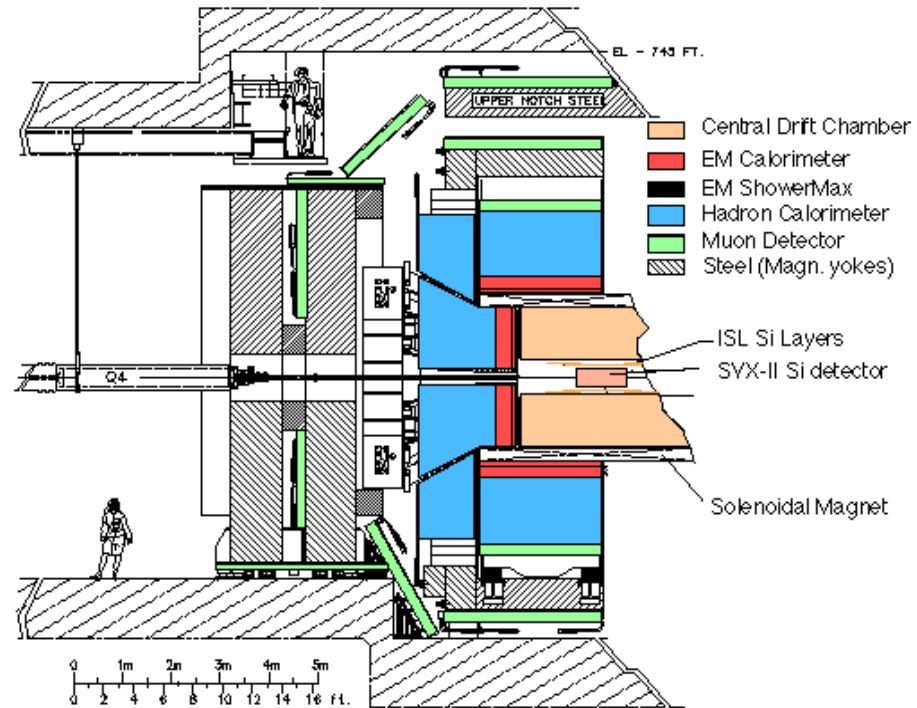 EL - 743 FT.
UPPER NOTCH STEEL
Central Drift Chamber
EM Calorimeter
EM ShowerMax
Hadron Calorimeter
Muon Detector
Steel (Magn. yokes)
ISL Si Layers
SVX-II Si detector
Q4
Solenoidal Magnet
0 1m 2m 3m 4m 5m
0 2 4 6 8 10 12 14 16 ft.